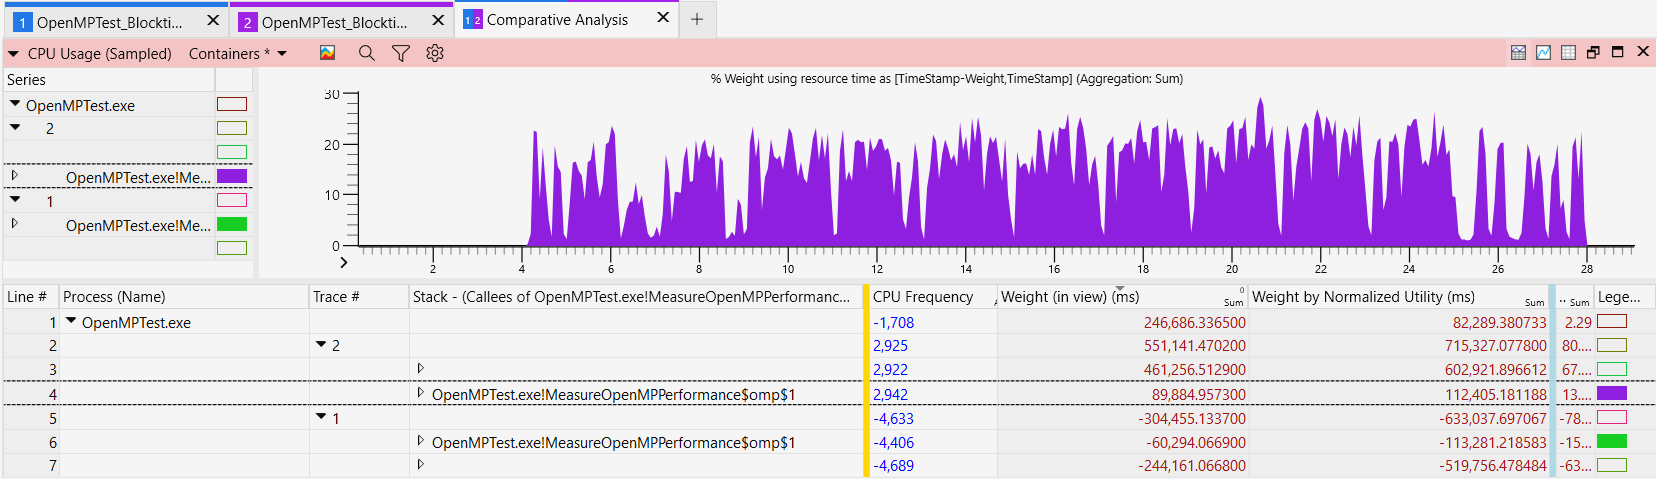 1 OpenMPTest_Blockti... 2 OpenMPTest_Blockti... 1 2 Comparative Analysis
CPU Usage (Sampled) Containers *
Series
OpenMPTest.exe
2
OpenMPTest.exe!Me...
1
OpenMPTest.exe!Me...
% Weight using resource time as [TimeStamp-Weight,TimeStamp] (Aggregation: Sum)
30
20
10
0
2 4 6 8 10 12 14 16 18 20 22 24 26 28
Line # Process (Name) Trace # Stack - (Callees of OpenMPTest.exe!MeasureOpenMPPerformanc... CPU Frequency Weight (in view) (ms) 0 Sum Weight by Normalized Utility (ms) Sum .. Sum Lege...
1 OpenMPTest.exe -1,708 246,686.336500 82,289.380733 2.29
2 2 2,925 551,141.470200 715,327.077800 80....
3 2,922 461,256.512900 602,921.896612 67....
4 OpenMPTest.exe!MeasureOpenMPPerformance$omp$1 2,942 89,884.957300 112,405.181188 13....
5 1 -4,633 -304,455.133700 -633,037.697067 -78...
6 OpenMPTest.exe!MeasureOpenMPPerformance$omp$1 -4,406 -60,294.066900 -113,281.218583 -15...
7 -4,689 -244,161.066800 -519,756.478484 -63...